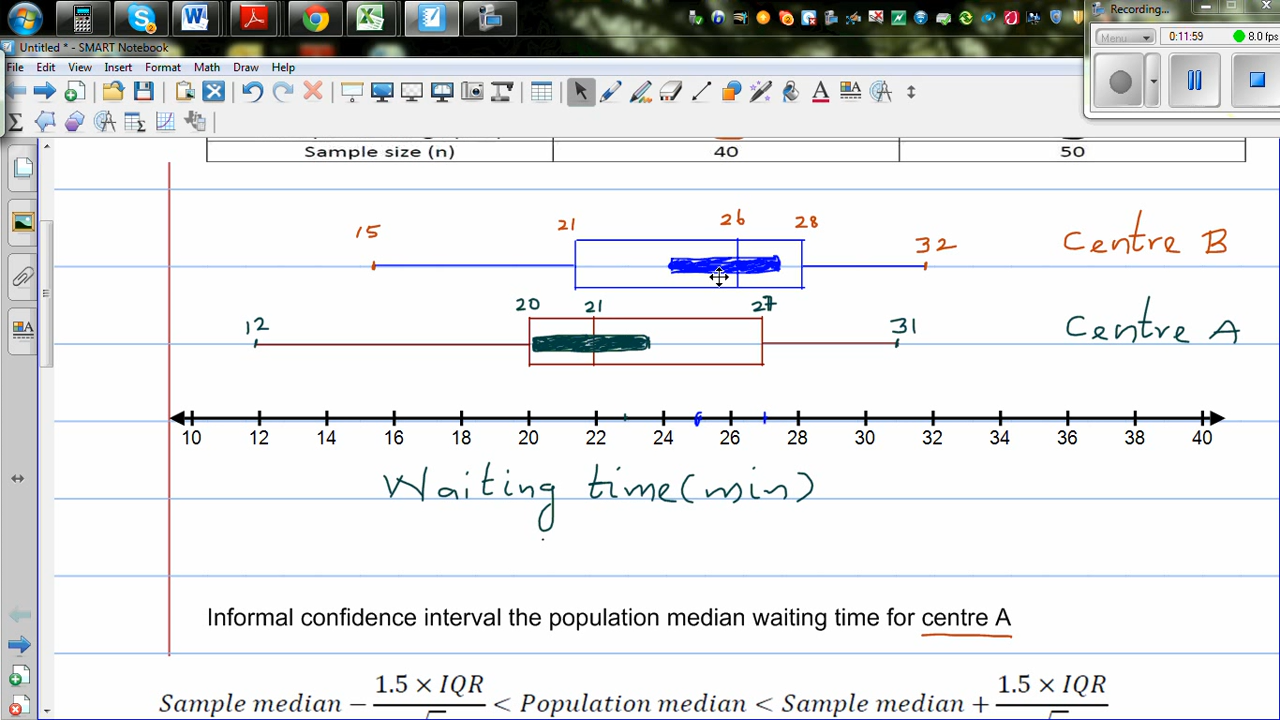 Recording...
Untitled * - SMART Notebook
Menu
0:11:59
8.0 fps
File Edit View Insert Format Math Draw Help
Sample size (n) 40 50
15 21 26 28 32 Centre B
12 20 21 27 31 Centre A
10 12 14 16 18 20 22 24 26 28 30 32 34 36 38 40
Waiting time(min)
Informal confidence interval the population median waiting time for centre A
Sample median − 1.5 × IQR / √ < Population median < Sample median + 1.5 × IQR / √